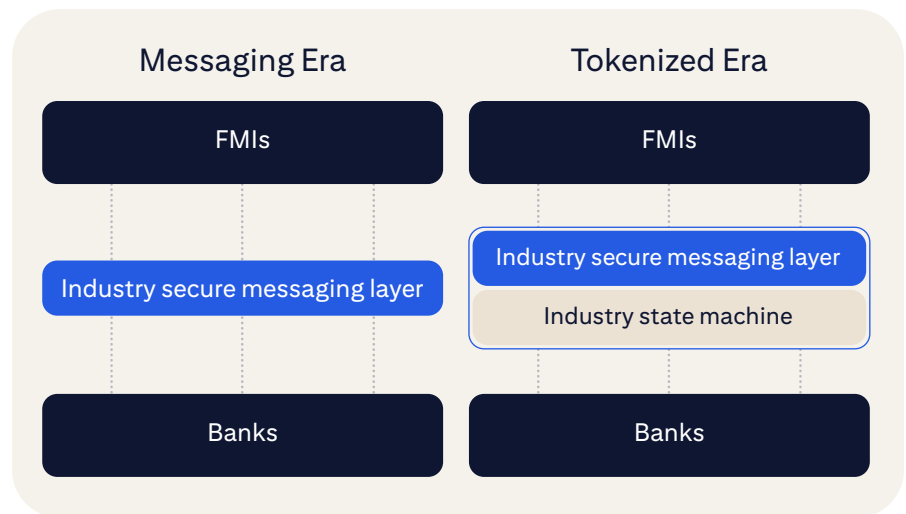 Messaging Era
FMIs
Industry secure messaging layer
Banks
Tokenized Era
FMIs
Industry secure messaging layer
Industry state machine
Banks